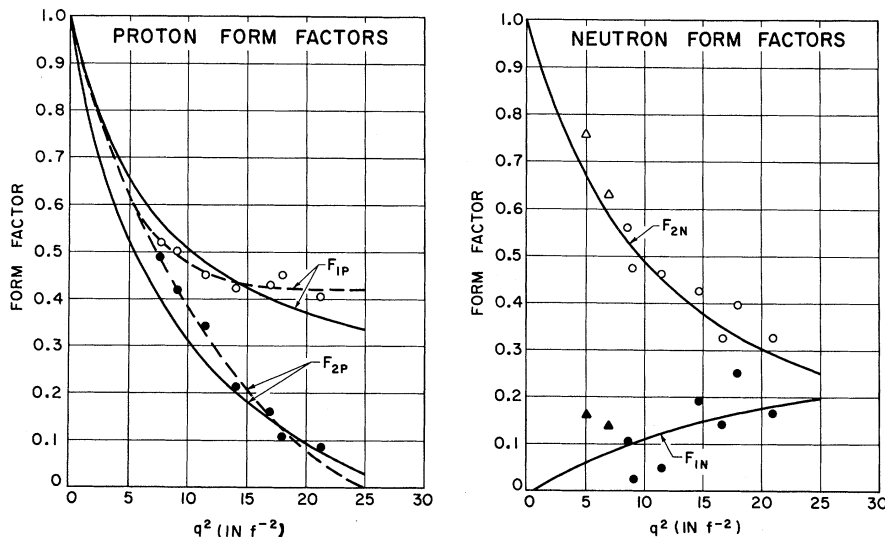 PROTON FORM FACTORS
1.0
0.9
0.8
0.7
0.6
0.5
0.4
0.3
0.2
0.1
0
FORM FACTOR
F1P
F2P
0 5 10 15 20 25 30
q² (IN f⁻²)
NEUTRON FORM FACTORS
1.0
0.9
0.8
0.7
0.6
0.5
0.4
0.3
0.2
0.1
0
FORM FACTOR
F2N
F1N
0 5 10 15 20 25 30
q² (IN f⁻²)